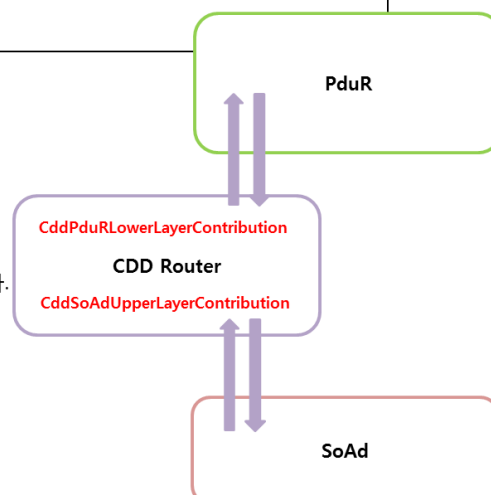 PduR
CddPduRLowerLayerContribution
CDD Router
CddSoAdUpperLayerContribution
SoAd